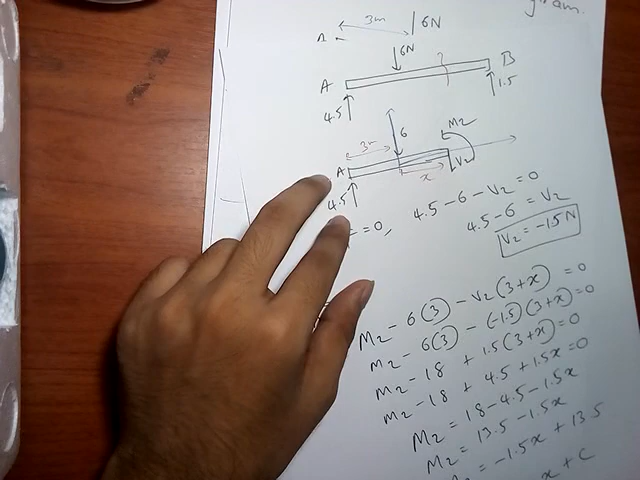 gram.
3m
6N
A
6N
B
A
4.5
1.5
M2
6
3m
A
V2
x
4.5
= 0, 4.5-6-V2 = 0
4.5-6 = V2
V2 = -1.5N
M2 - 6(3) - V2(3+x) = 0
M2 - 6(3) - (-1.5)(3+x) = 0
M2 - 18 + 1.5(3+x) = 0
M2 - 18 + 4.5 + 1.5x = 0
M2 = 18 - 4.5 - 1.5x
M2 = 13.5 - 1.5x
= -1.5x + 13.5
x + C